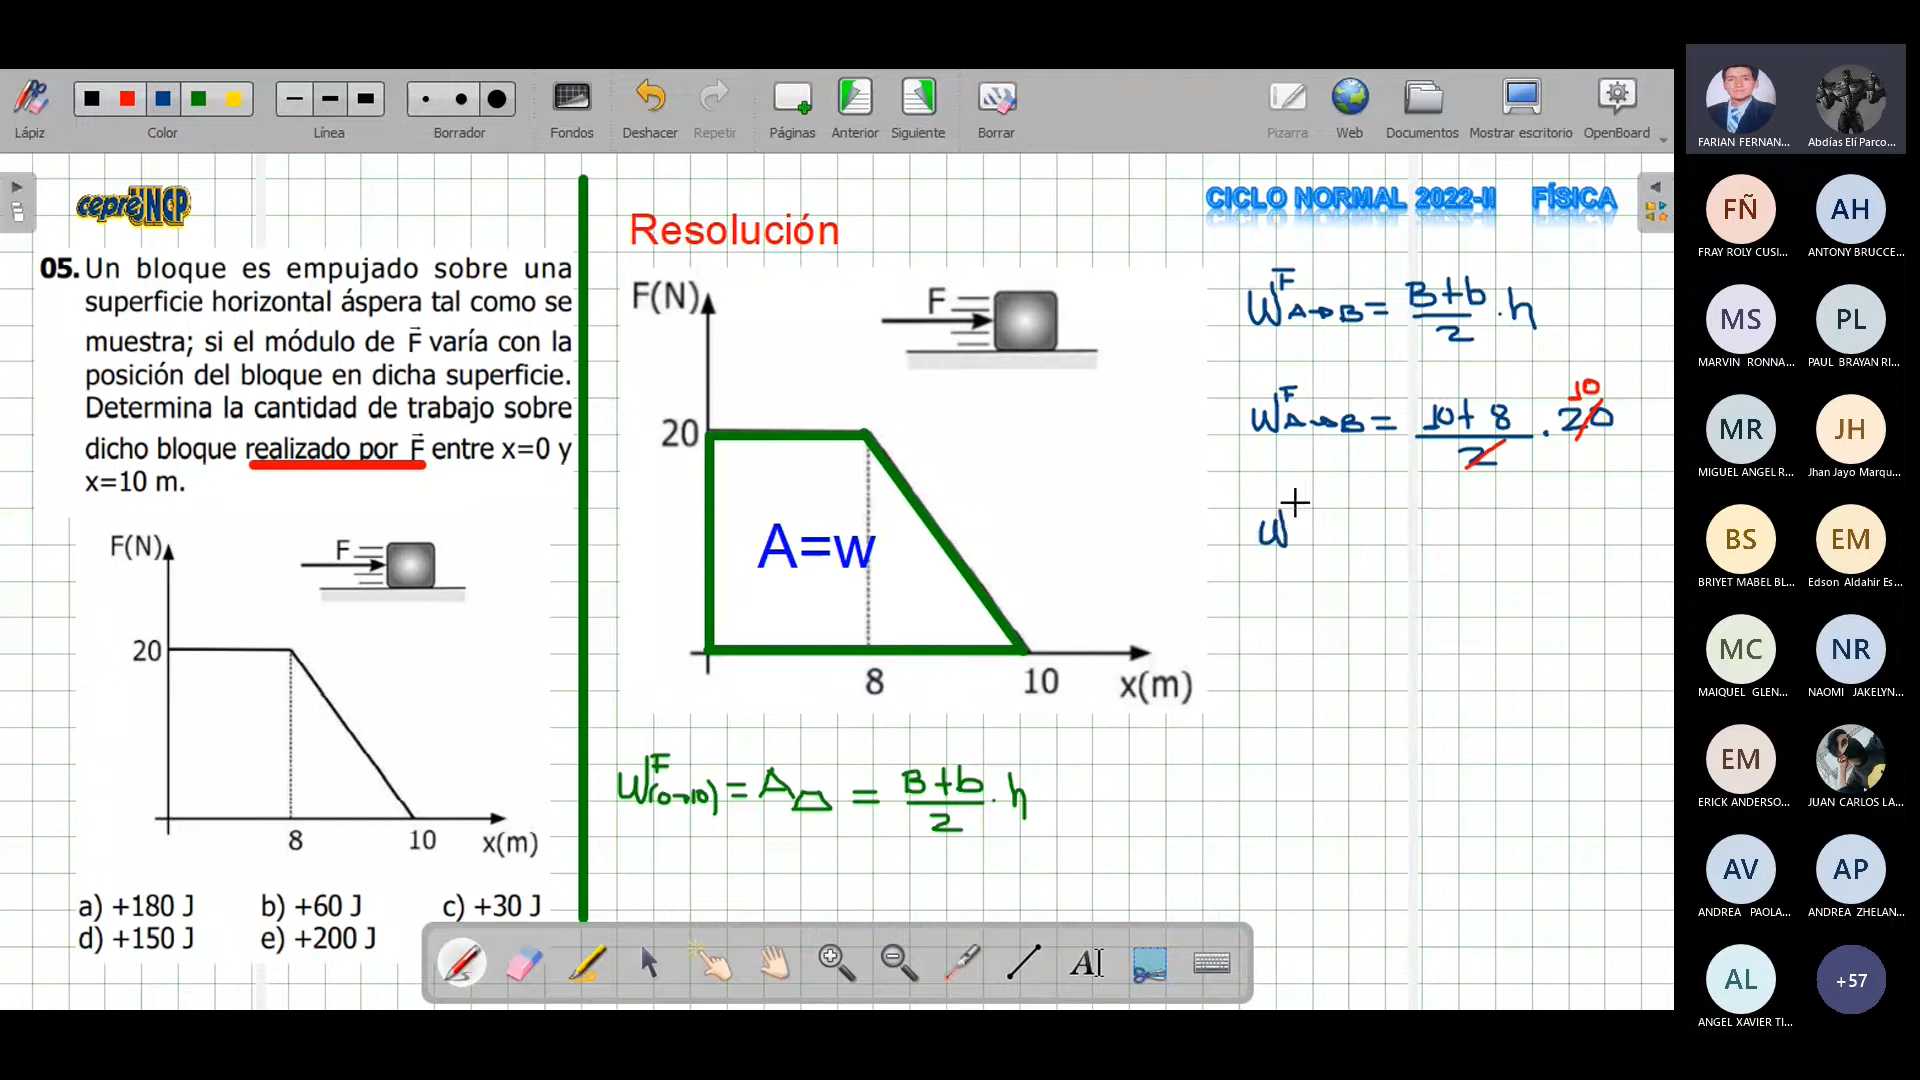 Lápiz
Color
Línea
Borrador
Fondos
Deshacer
Repetir
Páginas
Anterior
Siguiente
Borrar
Pizarra
Web
Documentos
Mostrar escritorio
OpenBoard
cepreUNCP
CICLO NORMAL 2022-II FÍSICA
05. Un bloque es empujado sobre una
superficie horizontal áspera tal como se
muestra; si el módulo de F⃗ varía con la
posición del bloque en dicha superficie.
Determina la cantidad de trabajo sobre
dicho bloque realizado por F⃗ entre x=0 y
x=10 m.
F(N)
F
20
8
10
x(m)
a) +180 J b) +60 J c) +30 J
d) +150 J e) +200 J
Resolución
F(N)
F
20
A=w
8
10
x(m)
W^F(0→10) = A⏢ = (B+b)/2 . h
W^F A→B = (B+b)/2 . h
10
W^F A→B = (10+8)/2 . 20
W
AI
FARIAN FERNAN...
Abdías Elí Parco...
FÑ
FRAY ROLY CUSI...
AH
ANTONY BRUCCE...
MS
MARVIN RONNA...
PL
PAUL BRAYAN RI...
MR
MIGUEL ANGEL R...
JH
Jhan Jayo Marqu...
BS
BRIYET MABEL BL...
EM
Edson Aldahir Es...
MC
MAIQUEL GLEN...
NR
NAOMI JAKELYN...
EM
ERICK ANDERSO...
JUAN CARLOS LA...
AV
ANDREA PAOLA...
AP
ANDREA ZHELAN...
AL
ANGEL XAVIER TI...
+57